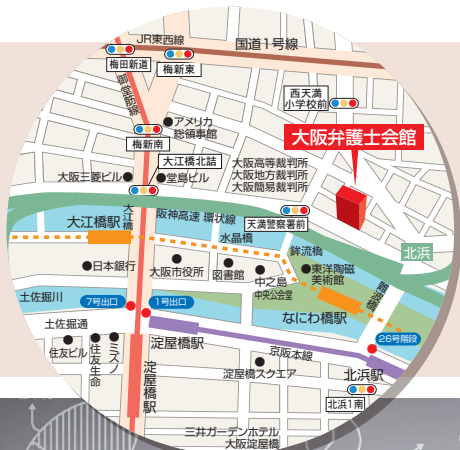 JR東西線
国道1号線
梅田新道
梅新東
御堂筋線
西天満
小学校前
アメリカ
総領事館
梅新南
大阪弁護士会館
大江橋北詰
大阪高等裁判所
大阪地方裁判所
大阪簡易裁判所
大阪三菱ビル
堂島ビル
大江橋
阪神高速 環状線
天満警察署前
大江橋駅
水晶橋
鉾流橋
北浜
日本銀行
大阪市役所
図書館
中之島
中央公会堂
東洋陶磁
美術館
難波橋
土佐堀川
7号出口
1号出口
なにわ橋駅
土佐堀通
住友ビル
住友生命
ミズノ
淀屋橋駅
淀屋橋駅
京阪本線
26号階段
淀屋橋スクエア
北浜駅
北浜1南
三井ガーデンホテル
大阪淀屋橋